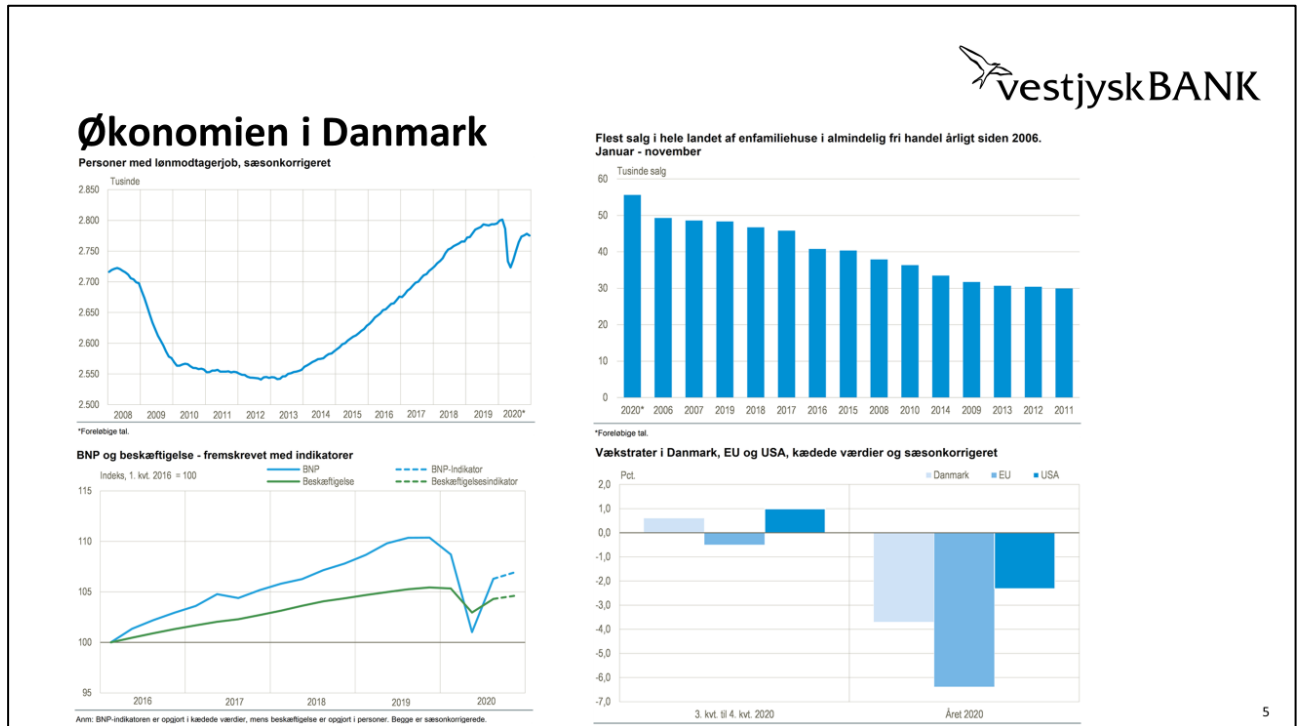 vestjyskBANK
Økonomien i Danmark
Personer med lønmodtagerjob, sæsonkorrigeret
Tusinde
2.850
2.800
2.750
2.700
2.650
2.600
2.550
2.500
2008 2009 2010 2011 2012 2013 2014 2015 2016 2017 2018 2019 2020*
*Foreløbige tal.
Flest salg i hele landet af enfamiliehuse i almindelig fri handel årligt siden 2006.
Januar - november
Tusinde salg
60
50
40
30
20
10
0
2020* 2006 2007 2019 2018 2017 2016 2015 2008 2010 2014 2009 2013 2012 2011
*Foreløbige tal.
BNP og beskæftigelse - fremskrevet med indikatorer
Indeks, 1. kvt. 2016 = 100
BNP BNP-Indikator
Beskæftigelse Beskæftigelsesindikator
115
110
105
100
95
2016 2017 2018 2019 2020
Anm: BNP-indikatoren er opgjort i kædede værdier, mens beskæftigelse er opgjort i personer. Begge er sæsonkorrigerede.
Vækstrater i Danmark, EU og USA, kædede værdier og sæsonkorrigeret
Pct.
Danmark EU USA
2,0
1,0
0,0
-1,0
-2,0
-3,0
-4,0
-5,0
-6,0
-7,0
3. kvt. til 4. kvt. 2020 Året 2020
5